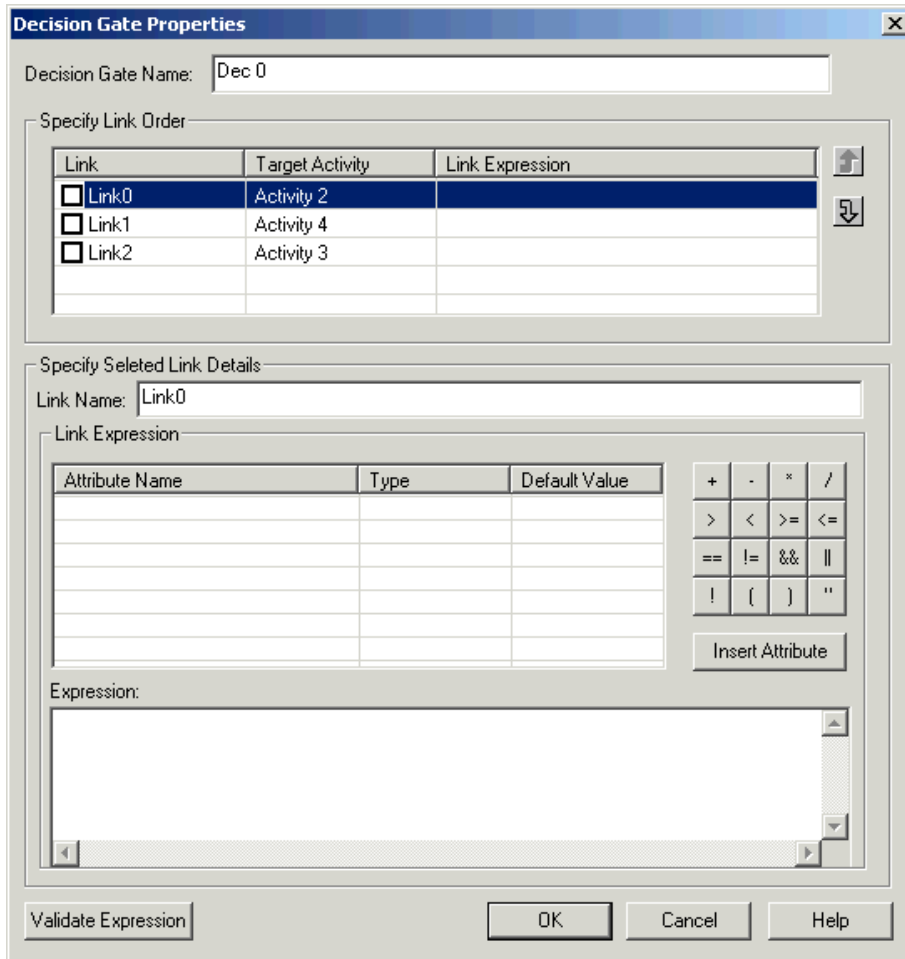 Decision Gate Properties
Decision Gate Name: Dec 0
Specify Link Order
Link Target Activity Link Expression
Link0 Activity 2
Link1 Activity 4
Link2 Activity 3
Specify Seleted Link Details
Link Name: Link0
Link Expression
Attribute Name Type Default Value
+ - * /
> < >= <=
== != && ||
! ( ) "
Insert Attribute
Expression:
Validate Expression OK Cancel Help